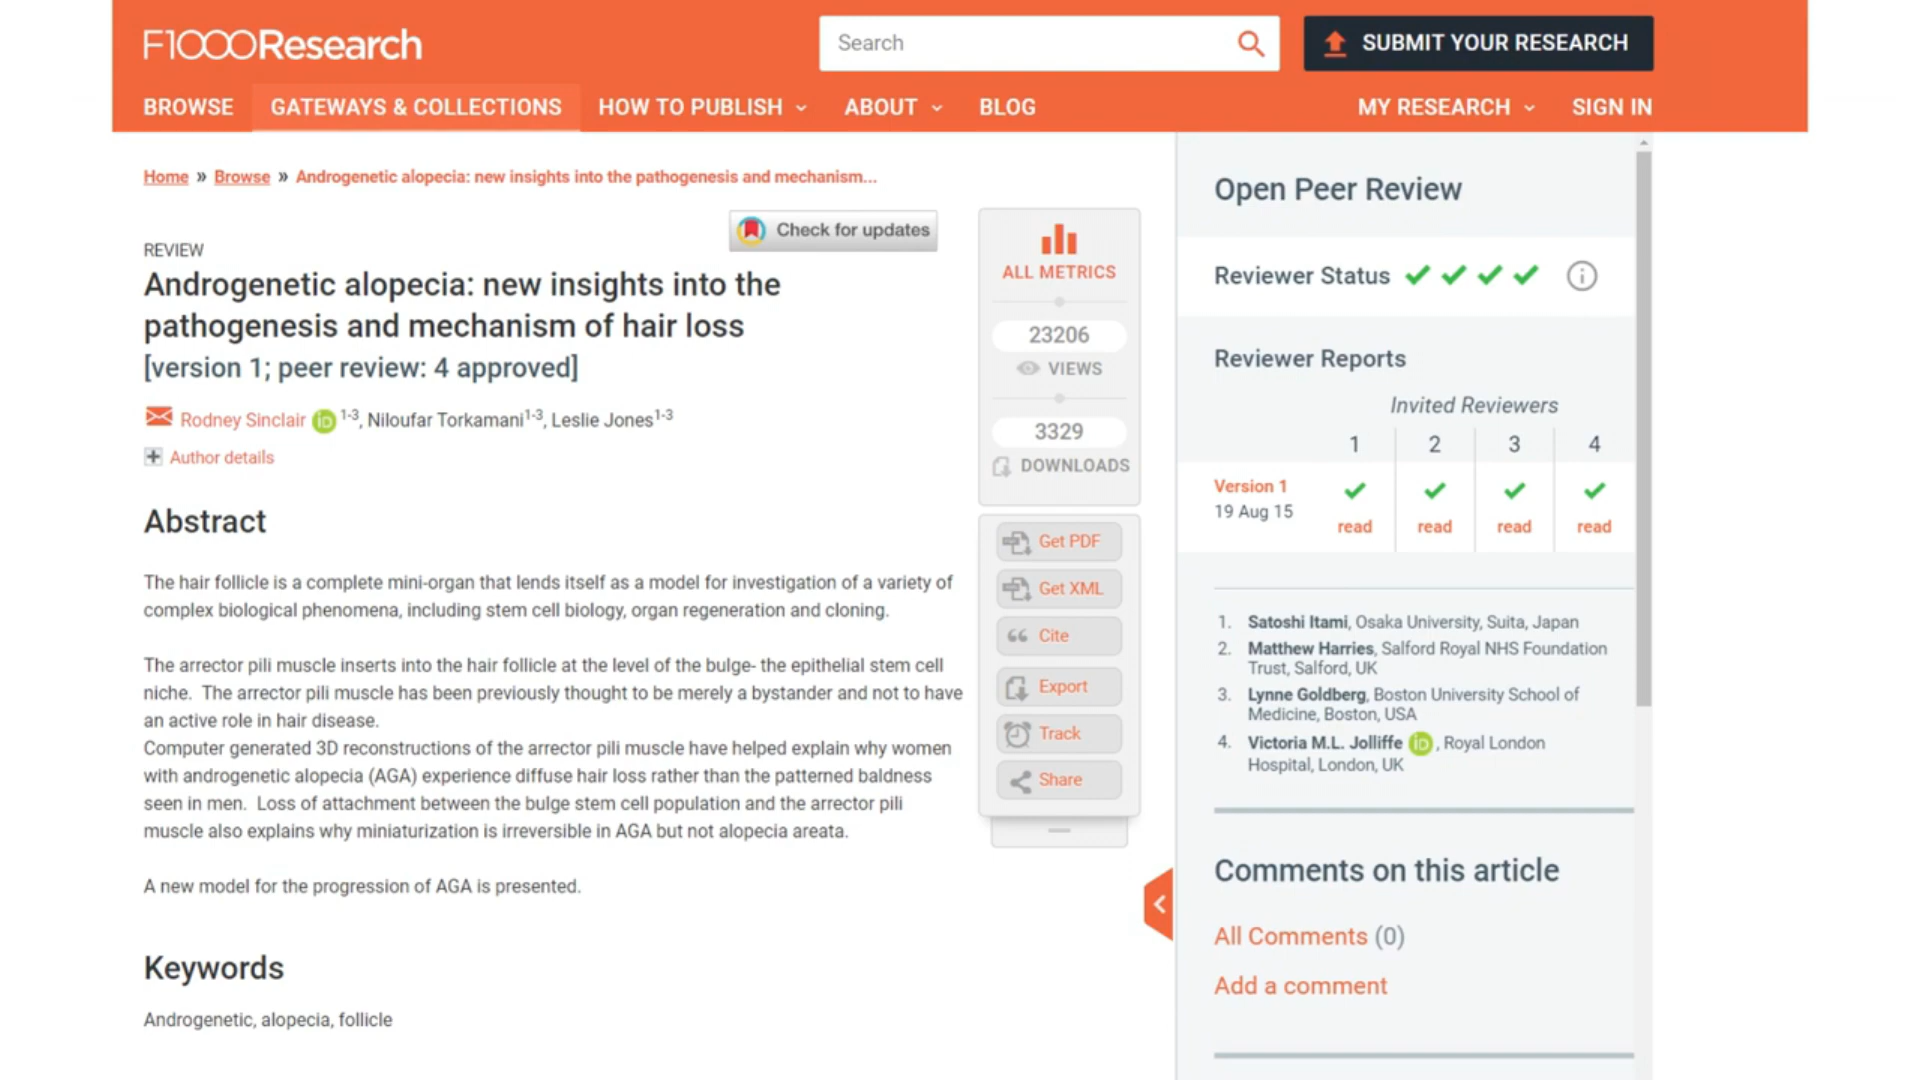 F1000Research
Search
SUBMIT YOUR RESEARCH
BROWSE GATEWAYS & COLLECTIONS HOW TO PUBLISH ABOUT BLOG MY RESEARCH SIGN IN
Home » Browse » Androgenetic alopecia: new insights into the pathogenesis and mechanism...
Check for updates
REVIEW
Androgenetic alopecia: new insights into the
pathogenesis and mechanism of hair loss
[version 1; peer review: 4 approved]
Rodney Sinclair iD 1-3, Niloufar Torkamani1-3, Leslie Jones1-3
Author details
Abstract
The hair follicle is a complete mini-organ that lends itself as a model for investigation of a variety of
complex biological phenomena, including stem cell biology, organ regeneration and cloning.
The arrector pili muscle inserts into the hair follicle at the level of the bulge- the epithelial stem cell
niche. The arrector pili muscle has been previously thought to be merely a bystander and not to have
an active role in hair disease.
Computer generated 3D reconstructions of the arrector pili muscle have helped explain why women
with androgenetic alopecia (AGA) experience diffuse hair loss rather than the patterned baldness
seen in men. Loss of attachment between the bulge stem cell population and the arrector pili
muscle also explains why miniaturization is irreversible in AGA but not alopecia areata.
A new model for the progression of AGA is presented.
Keywords
Androgenetic, alopecia, follicle
ALL METRICS
23206
VIEWS
3329
DOWNLOADS
Get PDF
Get XML
Cite
Export
Track
Share
Open Peer Review
Reviewer Status
Reviewer Reports
Invited Reviewers
1 2 3 4
Version 1
19 Aug 15
read read read read
1. Satoshi Itami, Osaka University, Suita, Japan
2. Matthew Harries, Salford Royal NHS Foundation
Trust, Salford, UK
3. Lynne Goldberg, Boston University School of
Medicine, Boston, USA
4. Victoria M.L. Jolliffe iD, Royal London
Hospital, London, UK
Comments on this article
All Comments (0)
Add a comment